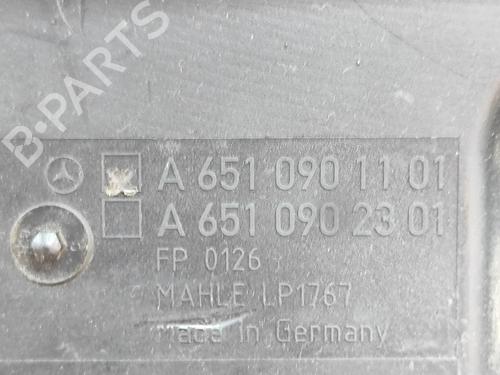 B-PARTS
A 651 090 11 01
A 651 090 23 01
FP 0126
MAHLE LP1767
Made In Germany